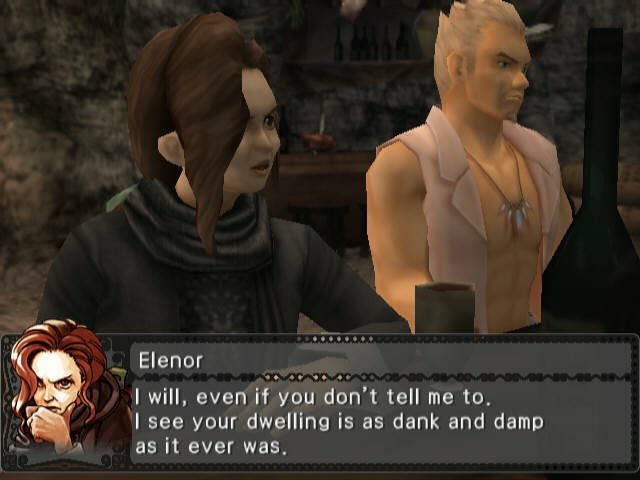 Elenor
I will, even if you don't tell me to.
I see your dwelling is as dank and damp
as it ever was.